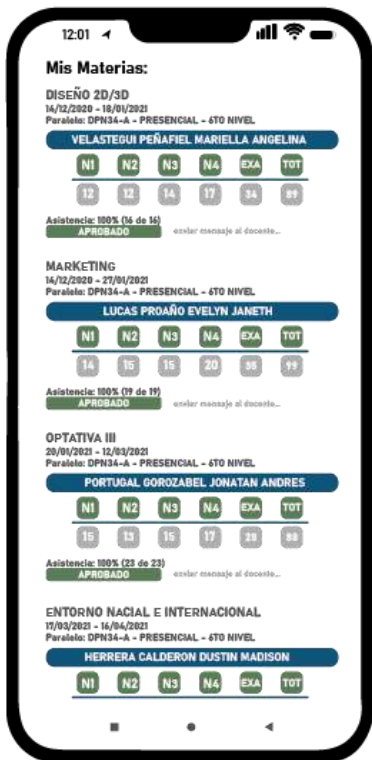 12:01
Mis Materias:
DISEÑO 2D/3D
14/12/2020 - 18/01/2021
Paralelo: DPN34-A - PRESENCIAL - 6TO NIVEL
VELASTEGUI PEÑAFIEL MARIELLA ANGELINA
N1 N2 N3 N4 EXA TOT
12 12 14 17 34 89
Asistencia: 100% (16 de 16)
APROBADO enviar mensaje al docente...
MARKETING
14/12/2020 - 27/01/2021
Paralelo: DPN34-A - PRESENCIAL - 6TO NIVEL
LUCAS PROAÑO EVELYN JANETH
N1 N2 N3 N4 EXA TOT
14 15 15 20 35 99
Asistencia: 100% (19 de 19)
APROBADO enviar mensaje al docente...
OPTATIVA III
20/01/2021 - 12/03/2021
Paralelo: DPN34-A - PRESENCIAL - 6TO NIVEL
PORTUGAL GOROZABEL JONATAN ANDRES
N1 N2 N3 N4 EXA TOT
15 13 15 17 28 88
Asistencia: 100% (23 de 23)
APROBADO enviar mensaje al docente...
ENTORNO NACIAL E INTERNACIONAL
17/03/2021 - 16/04/2021
Paralelo: DPN34-A - PRESENCIAL - 6TO NIVEL
HERRERA CALDERON DUSTIN MADISON
N1 N2 N3 N4 EXA TOT